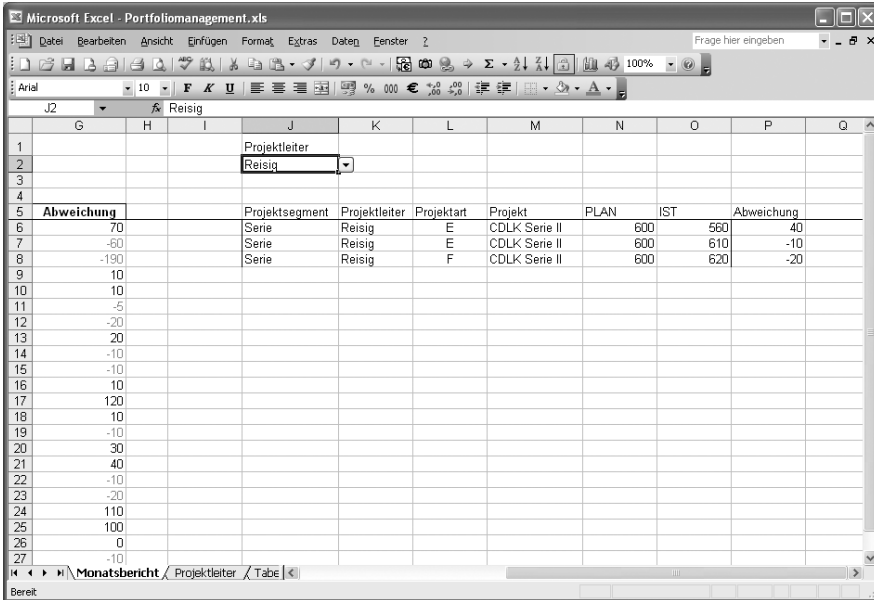 Microsoft Excel - Portfoliomanagement.xls
Datei Bearbeiten Ansicht Einfügen Format Extras Daten Fenster ? Frage hier eingeben
100%
Arial 10 F K U % 000 €
J2 fx Reisig
G H I J K L M N O P Q
1 Projektleiter
2 Reisig
3
4
5 Abweichung Projektsegment Projektleiter Projektart Projekt PLAN IST Abweichung
6 70 Serie Reisig E CDLK Serie II 600 560 40
7 -60 Serie Reisig E CDLK Serie II 600 610 -10
8 -190 Serie Reisig F CDLK Serie II 600 620 -20
9 10
10 10
11 -5
12 -20
13 20
14 -10
15 -10
16 10
17 120
18 10
19 -10
20 30
21 40
22 -10
23 -20
24 110
25 100
26 0
27 -10
Monatsbericht Projektleiter Tabe
Bereit